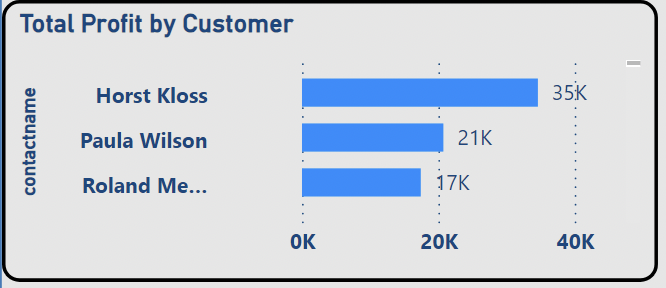 Total Profit by Customer
contactname
Horst Kloss 35K
Paula Wilson 21K
Roland Me... 17K
0K 20K 40K